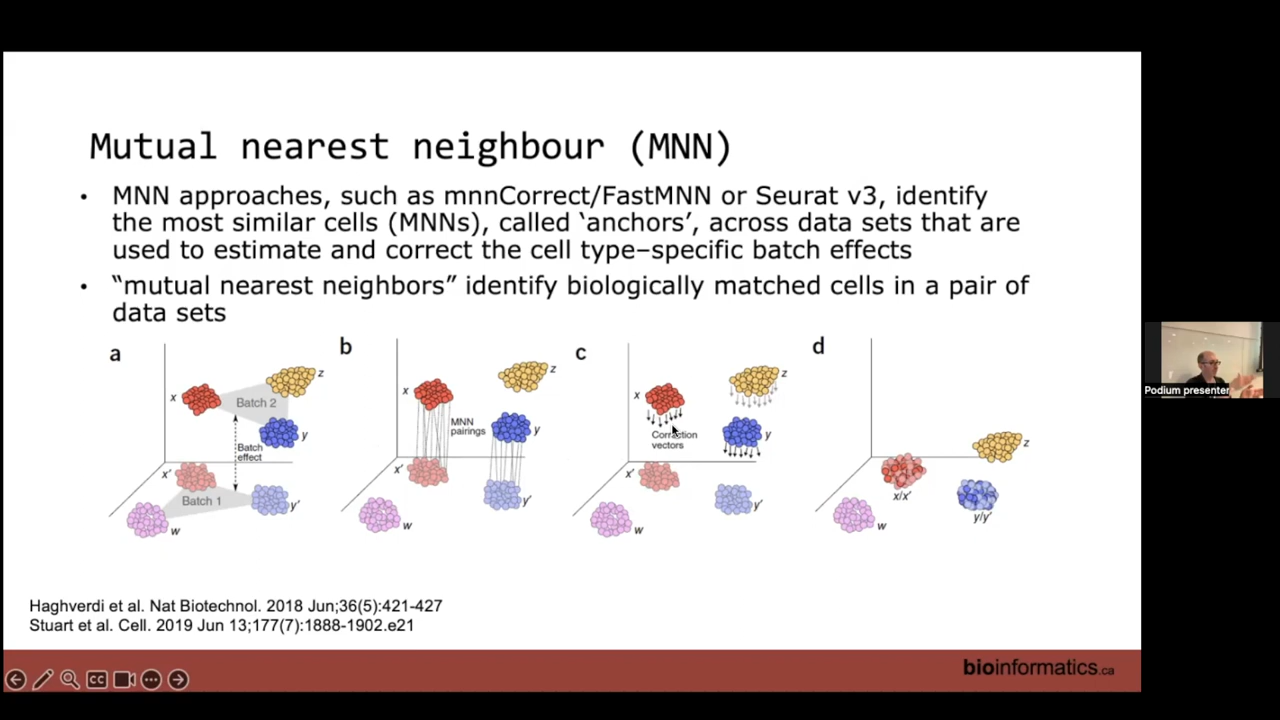 Mutual nearest neighbour (MNN)
• MNN approaches, such as mnnCorrect/FastMNN or Seurat v3, identify
the most similar cells (MNNs), called ‘anchors’, across data sets that are
used to estimate and correct the cell type–specific batch effects
• “mutual nearest neighbors” identify biologically matched cells in a pair of
data sets
a
x
z
Batch 2
y
Batch
effect
x'
Batch 1
y'
w
b
x
z
MNN
pairings
y
x'
y'
w
c
x
z
Correction
vectors
y
x'
y'
w
d
z
x/x'
y/y'
w
Podium presenter
Haghverdi et al. Nat Biotechnol. 2018 Jun;36(5):421-427
Stuart et al. Cell. 2019 Jun 13;177(7):1888-1902.e21
CC
bioinformatics.ca